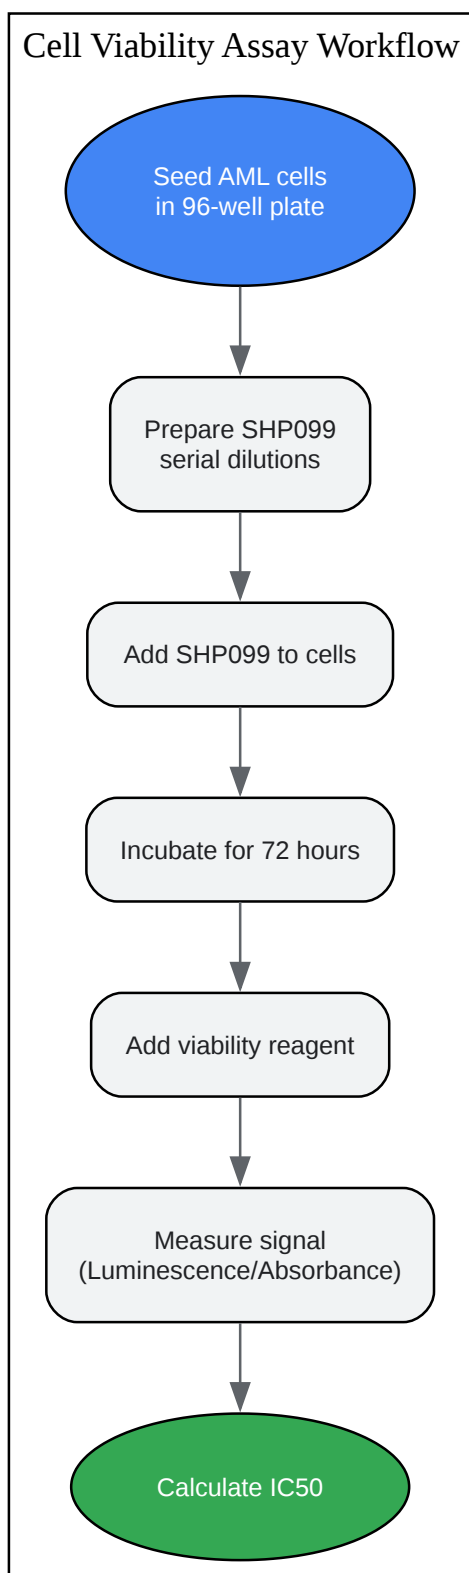 Cell Viability Assay Workflow
Seed AML cells
in 96-well plate
Prepare SHP099
serial dilutions
Add SHP099 to cells
Incubate for 72 hours
Add viability reagent
Measure signal
(Luminescence/Absorbance)
Calculate IC50